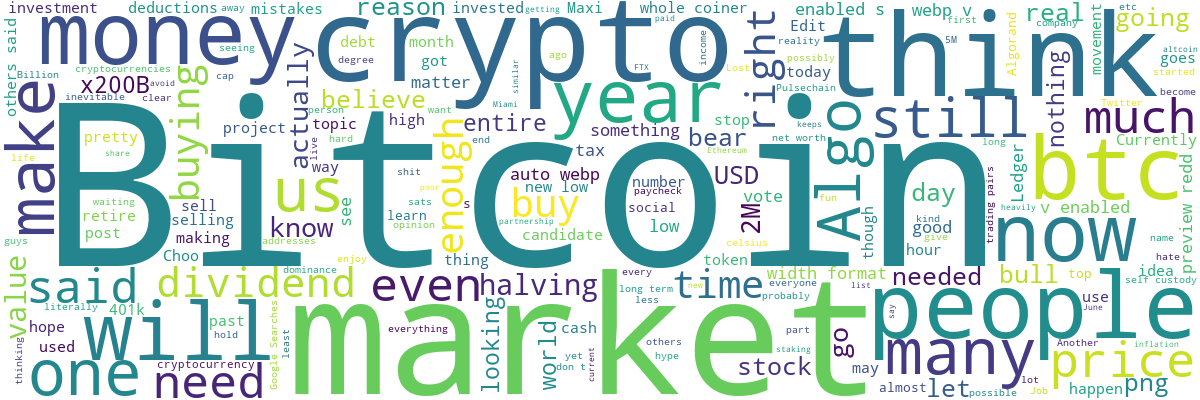 investment
deductions
away
mistakes
reason
invested
getting
Maxi
whole coiner
enabled s
webp v
real
going
others said
money
crypto
think
debt
month
paid
income
Edit
first
company
etc
movement
altcoin
seeing
degree
got
ago
FTX
reality
5M
Algorand
goes
Billion
cryptocurrencies
cap
matter
similar
Lost
possibly
today
started
x200B
avoid
inevitable
clear
buying
actually
believe
year
right
Pulsechain
Twitter
become
make
Bitcoin
person
want
Miami
keeps
net worth
still
nothing
much
pretty
project
topic
high
enough
entire
something
bear
stop
Algo
Currently
share
live
hard
end
tax
Ethereum
long
life
way
shit
auto webp
USD
Ledger
btc
us
new low
number
vote
fun
day
trading pairs
preview redd
waiting
retire
sell
see
sats
poor
s
buy
paycheck
social
2M
kind
good
v enabled
post
selling
know
learn
opinion
partnership
candidate
low
though
give
heavily
making
addresses
hour
now
name
guys
Choo
thing
token
celsius
hate
value
enjoy
dominance
every
long term
less
new
everyone
probably
width format
list
needed
bull
top
idea
self custody
said
dividend
even
halving
time
literally
401k
use
June
hope
used
past
hold
Google Searches
market
looking
world
cash
go
people
will
everything
others
part
say
Another
inflation
thinking
one
cryptocurrency
least
yet
don t
hype
current
staking
stock
may
many
price
need
almost
let
possible
lot
Job
happen
png